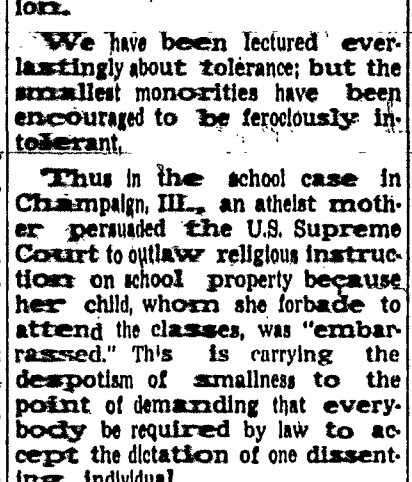 ion.
We have been lectured ever-
lastingly about tolerance; but the
smallest monorities have been
encouraged to be ferociously in-
tolerant.
Thus in the school case in
Champaign, Ill., an atheist moth-
er persuaded the U.S. Supreme
Court to outlaw religious instruc-
tion on school property because
her child, whom she forbade to
attend the classes, was "embar-
rassed." This is carrying the
despotism of smallness to the
point of demanding that every-
body be required by law to ac-
cept the dictation of one dissent-
ing individual